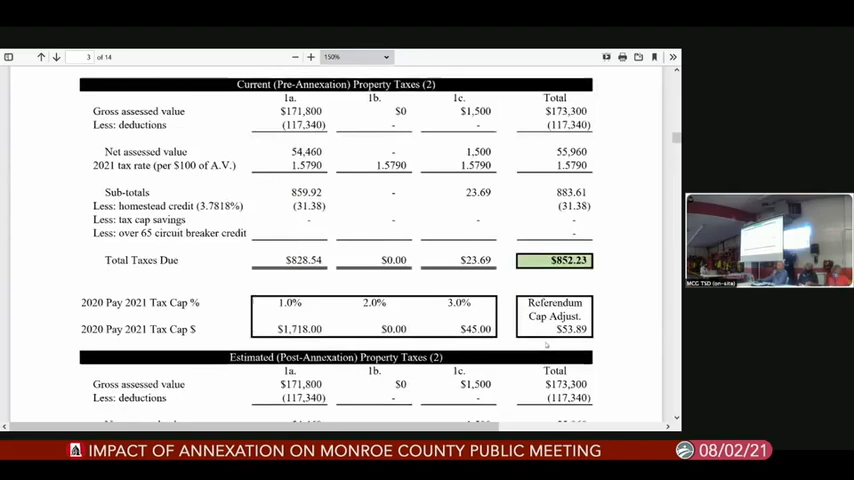 3 of 14
150%
Current (Pre-Annexation) Property Taxes (2)
1a. 1b. 1c. Total
Gross assessed value $171,800 $0 $1,500 $173,300
Less: deductions (117,340) - - (117,340)
Net assessed value 54,460 1,500 55,960
2021 tax rate (per $100 of A.V.) 1.5790 1.5790 1.5790 1.5790
Sub-totals 859.92 - 23.69 883.61
Less: homestead credit (3.7818%) (31.38) - - (31.38)
Less: tax cap savings - - - -
Less: over 65 circuit breaker credit -
Total Taxes Due $828.54 $0.00 $23.69 $852.23
2020 Pay 2021 Tax Cap % 1.0% 2.0% 3.0% Referendum
Cap Adjust.
2020 Pay 2021 Tax Cap $ $1,718.00 $0.00 $45.00 $53.89
Estimated (Post-Annexation) Property Taxes (2)
1a. 1b. 1c. Total
Gross assessed value $171,800 $0 $1,500 $173,300
Less: deductions (117,340) - - (117,340)
MCG TSD (on-site)
IMPACT OF ANNEXATION ON MONROE COUNTY PUBLIC MEETING 08/02/21